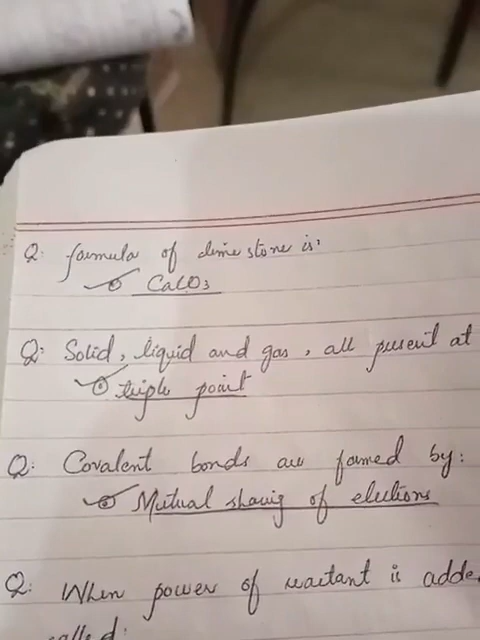 Q: formula of lime stone is:
CaCO3
Q: Solid, liquid and gas, all present at
triple point
Q: Covalent bonds are formed by:
Mutual sharing of electrons
Q: When power of reactant is adde
called: